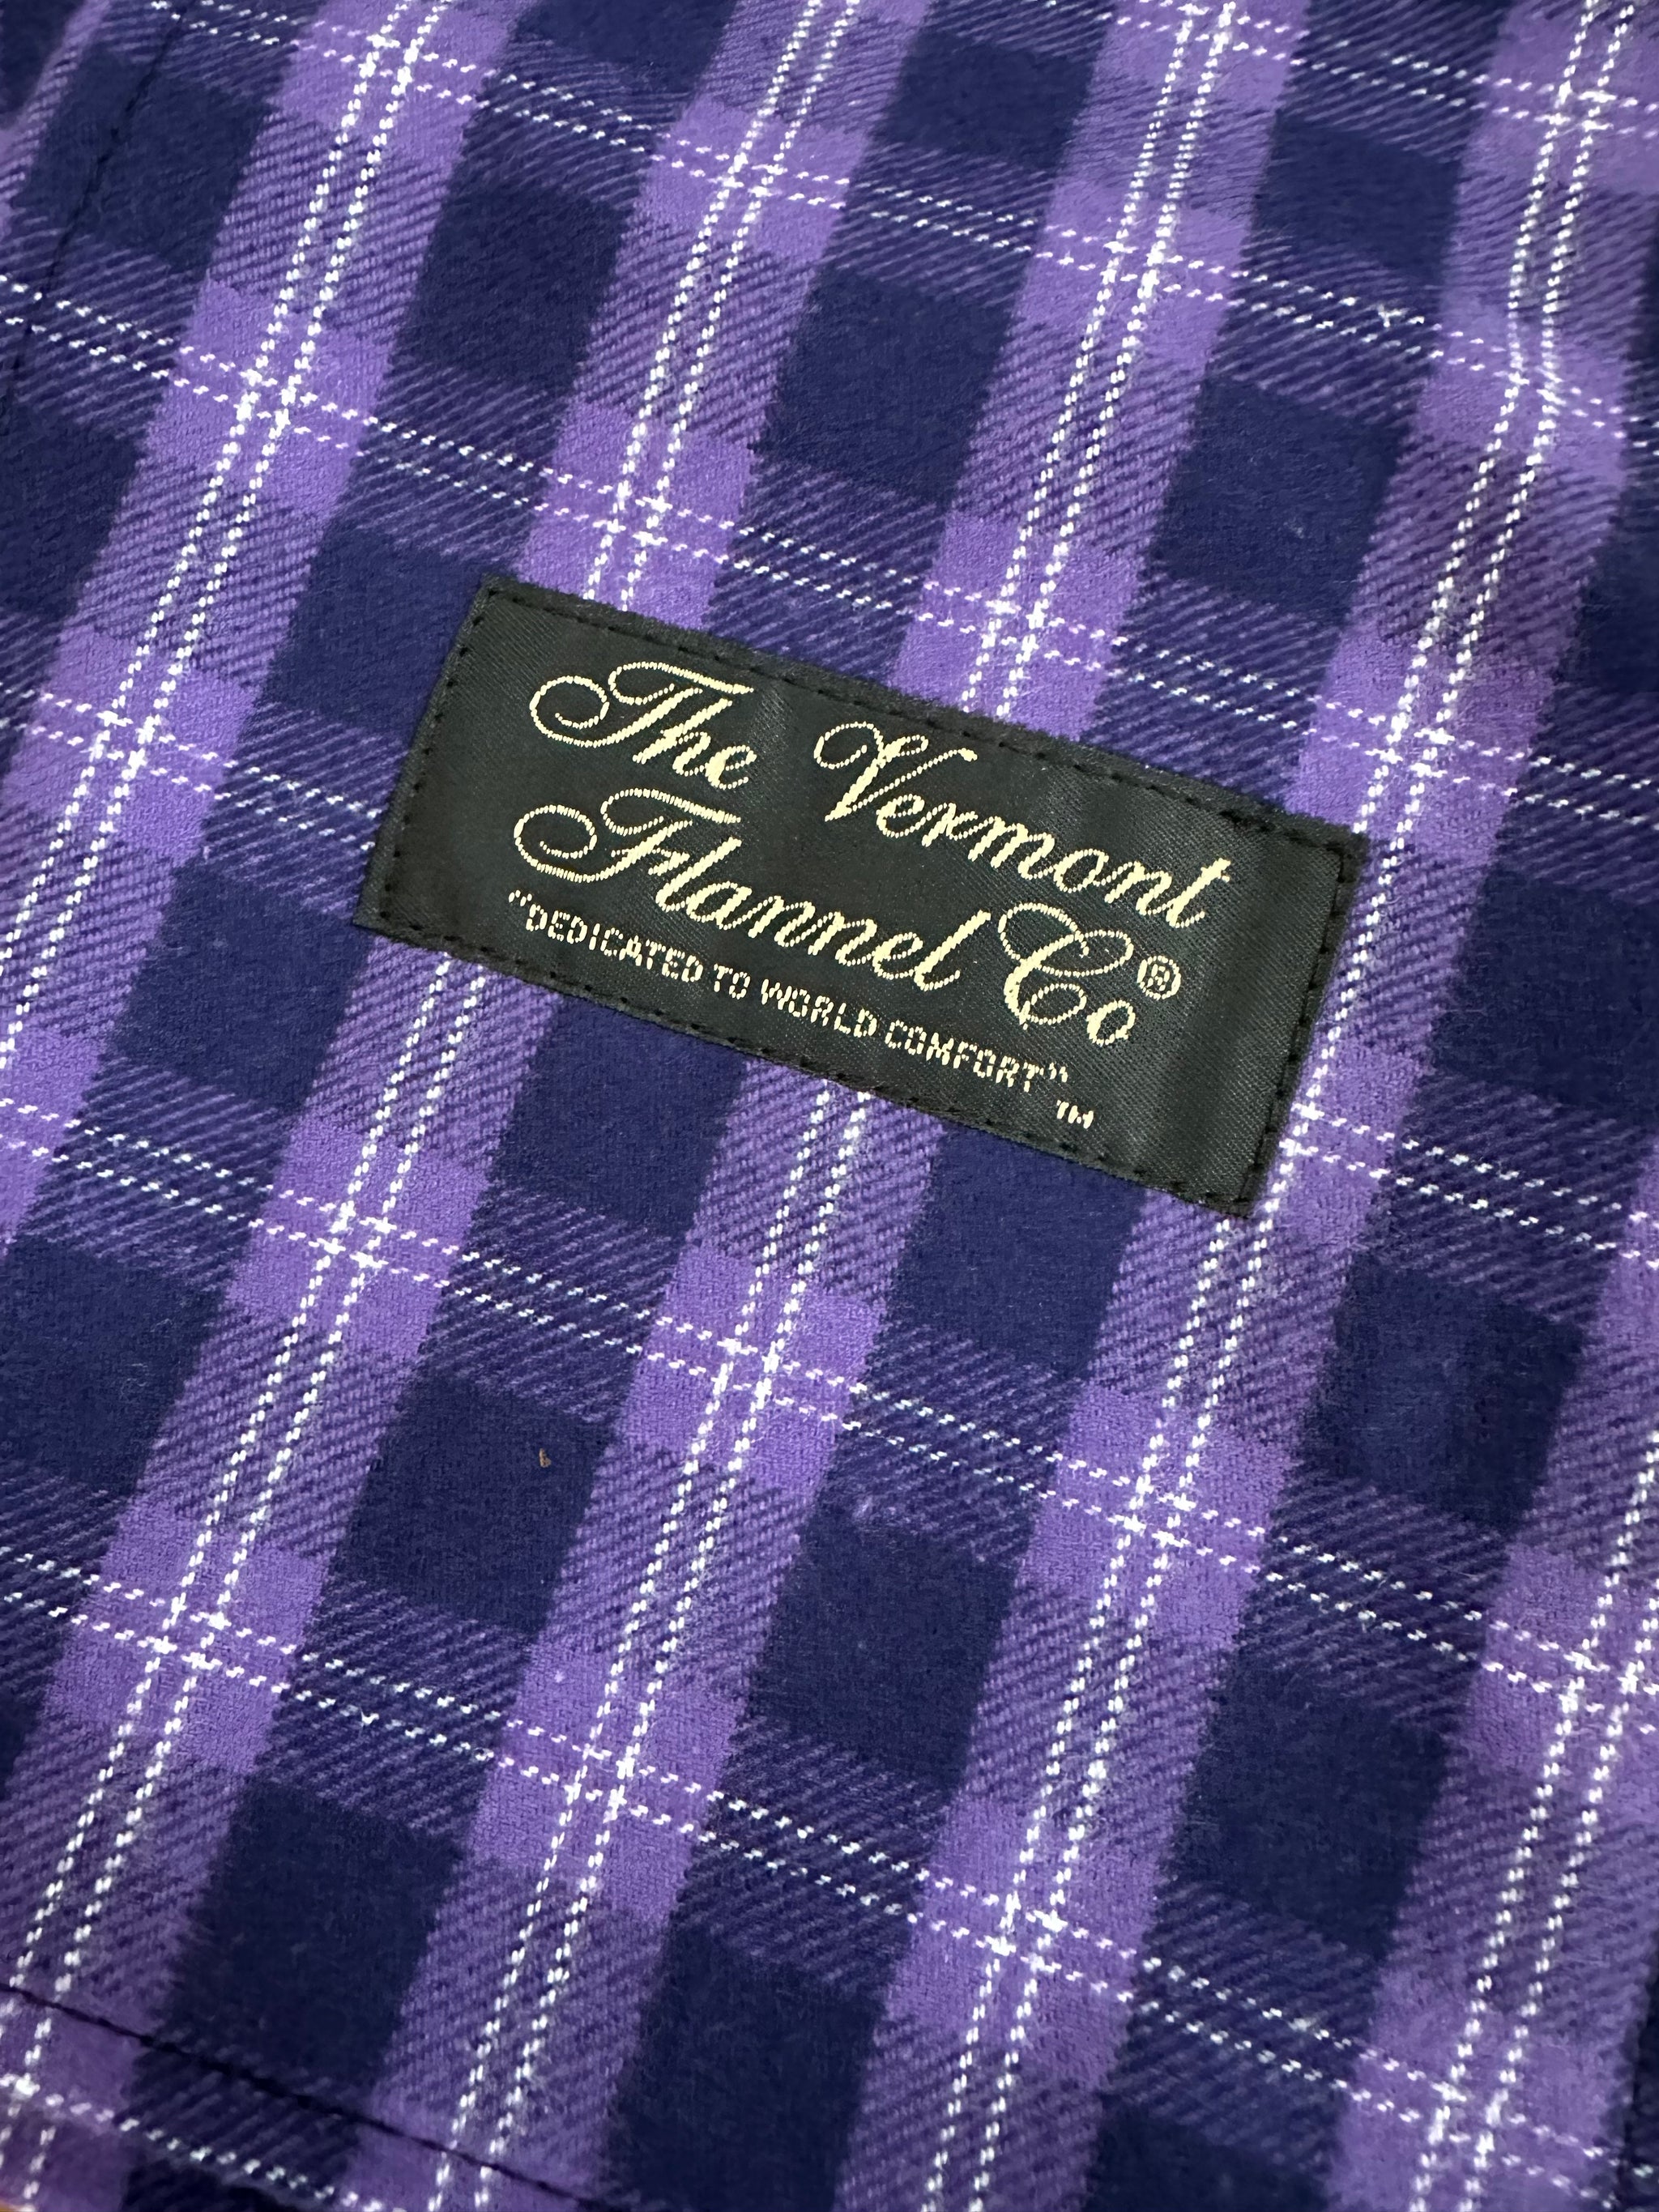 The Vermont
Flannel Co®
"DEDICATED TO WORLD COMFORT"
TM